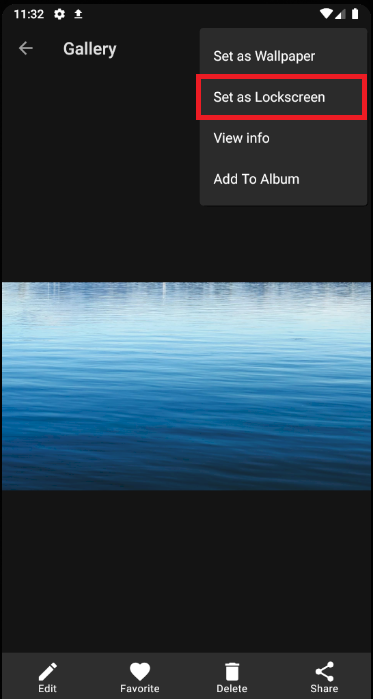 11:32
Gallery
Set as Wallpaper
Set as Lockscreen
View info
Add To Album
Edit
Favorite
Delete
Share